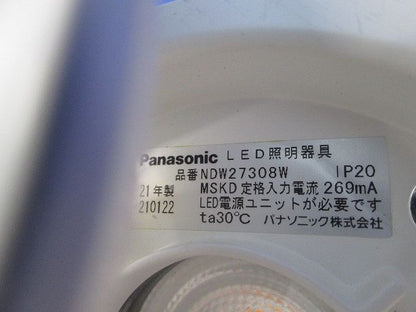 Panasonic LED照明器具
品番 NDW27308W IP20
21年製 MSKD 定格入力電流 269mA
210122 LED電源ユニットが必要です
ta30℃ パナソニック株式会社